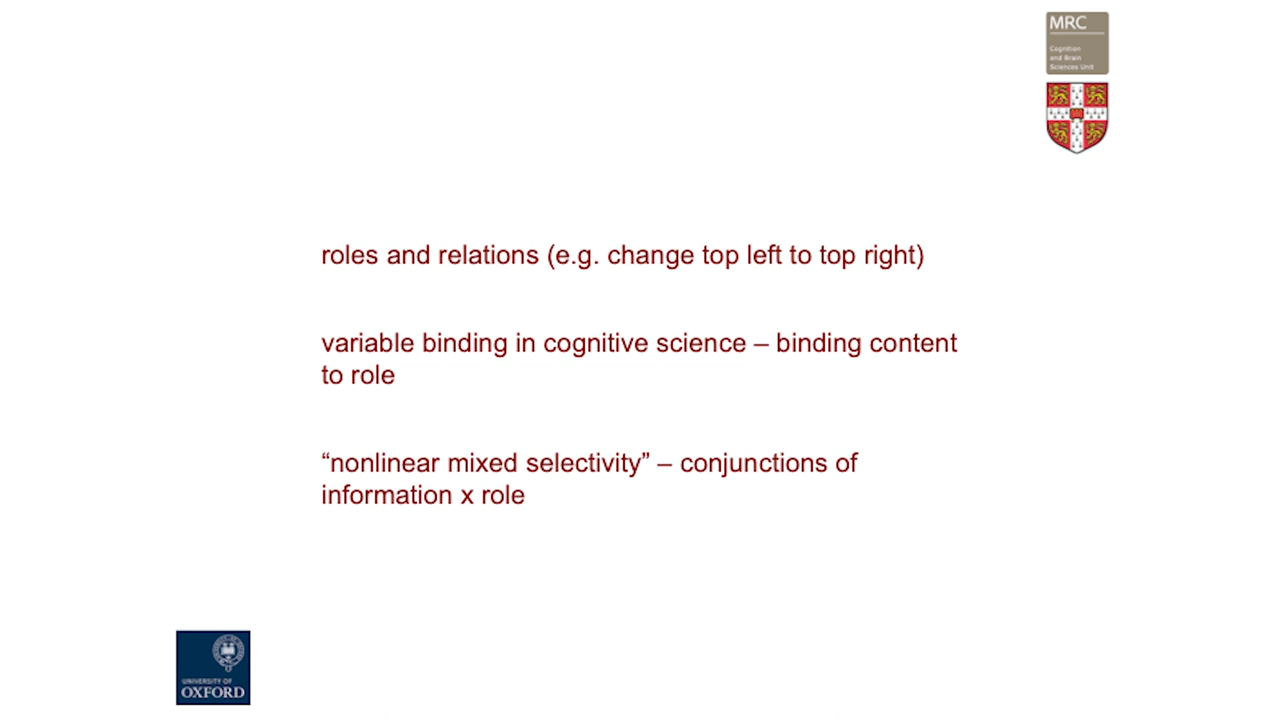 MRC
Cognition
and Brain
Sciences Unit
roles and relations (e.g. change top left to top right)
variable binding in cognitive science – binding content
to role
“nonlinear mixed selectivity” – conjunctions of
information x role
UNIVERSITY OF
OXFORD